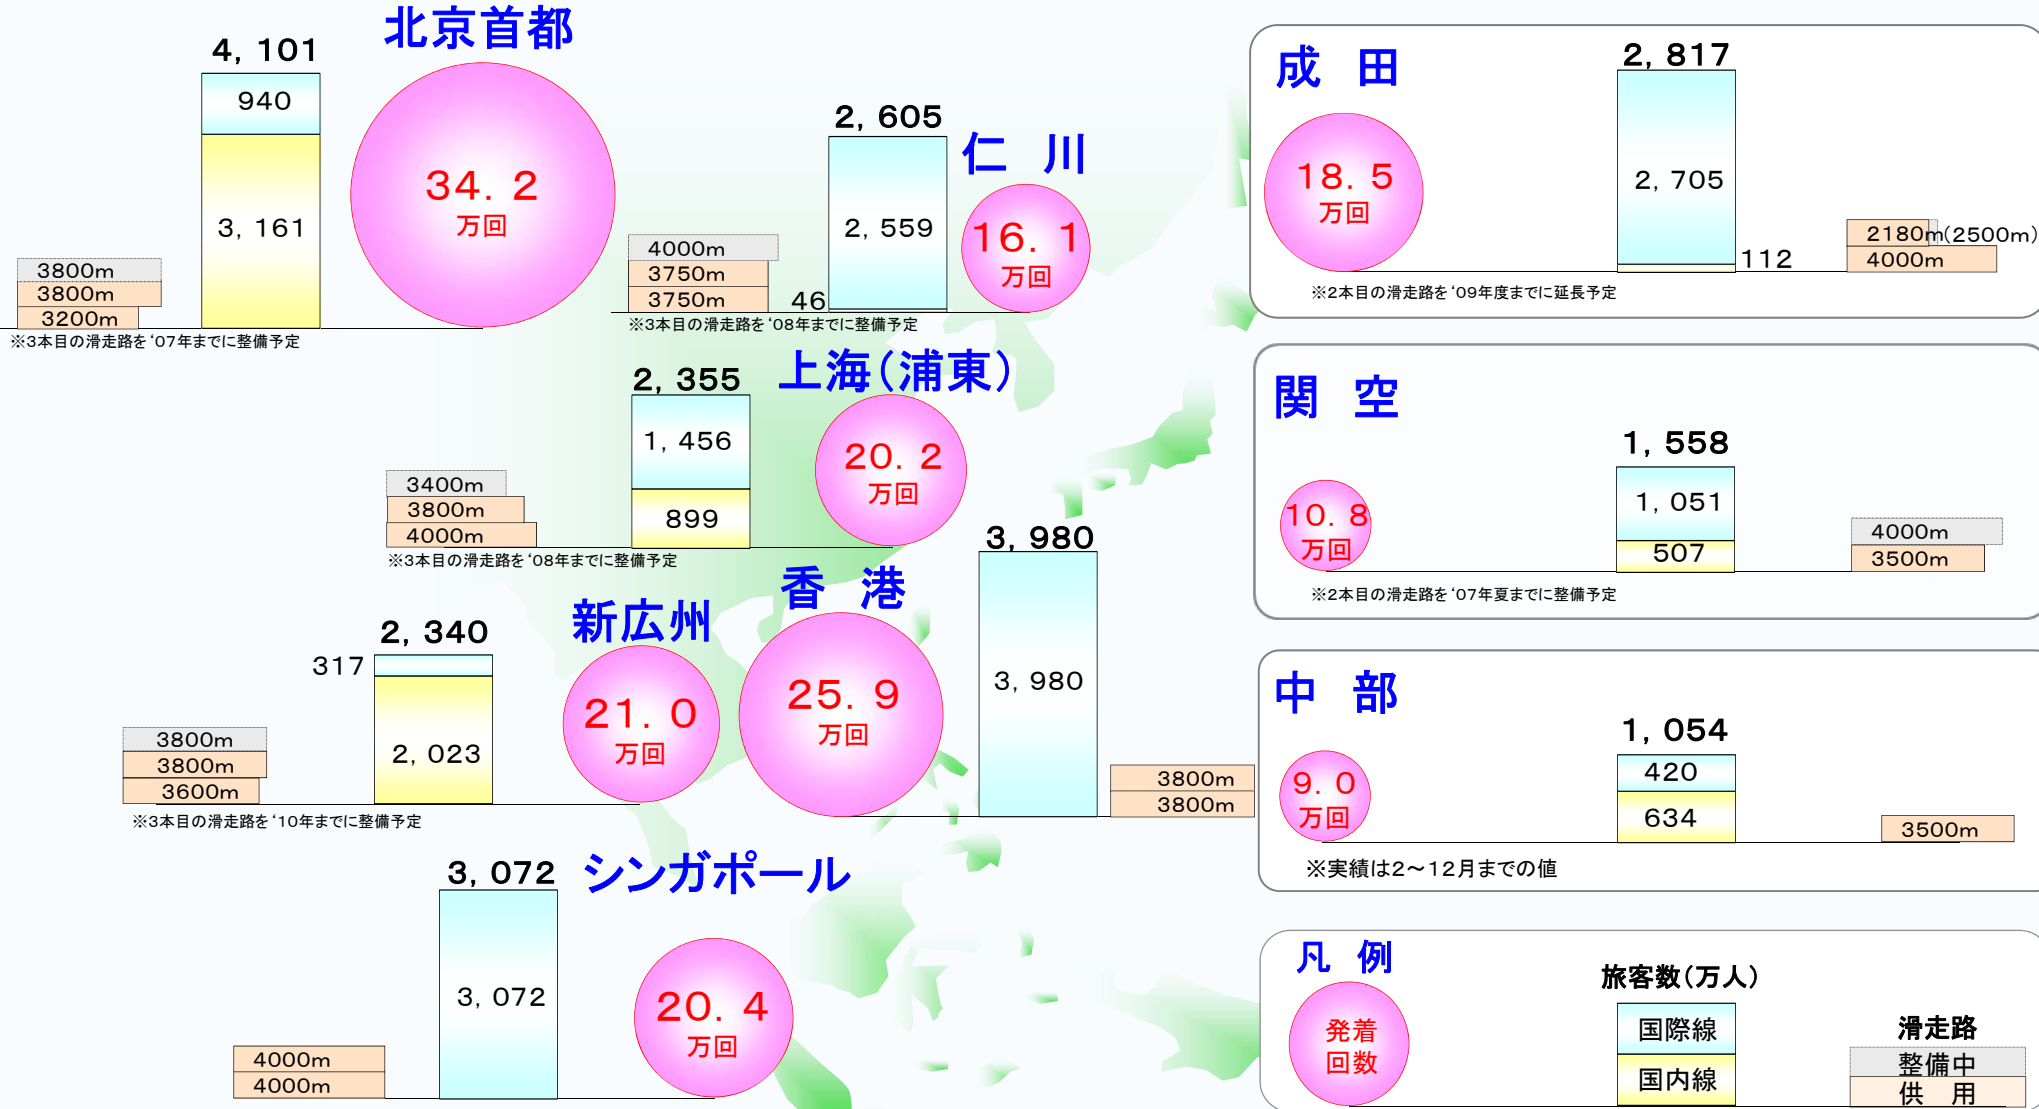 北京首都
4,101
940
3,161
34.2
万回
3800m
3800m
3200m
※3本目の滑走路を‘07年までに整備予定
2,605
仁 川
2,559
46
16.1
万回
4000m
3750m
3750m
※3本目の滑走路を‘08年までに整備予定
上海(浦東)
2,355
1,456
899
20.2
万回
3400m
3800m
4000m
※3本目の滑走路を‘08年までに整備予定
新広州
2,340
317
2,023
21.0
万回
3800m
3800m
3600m
※3本目の滑走路を‘10年までに整備予定
香 港
3,980
3,980
25.9
万回
3800m
3800m
シンガポール
3,072
3,072
20.4
万回
4000m
4000m
成 田
2,817
2,705
112
18.5
万回
2180m(2500m)
4000m
※2本目の滑走路を‘09年度までに延長予定
関 空
1,558
1,051
507
10.8
万回
4000m
3500m
※2本目の滑走路を‘07年夏までに整備予定
中 部
1,054
420
634
9.0
万回
3500m
※実績は2~12月までの値
凡 例
旅客数(万人)
発着
回数
国際線
国内線
滑走路
整備中
供 用